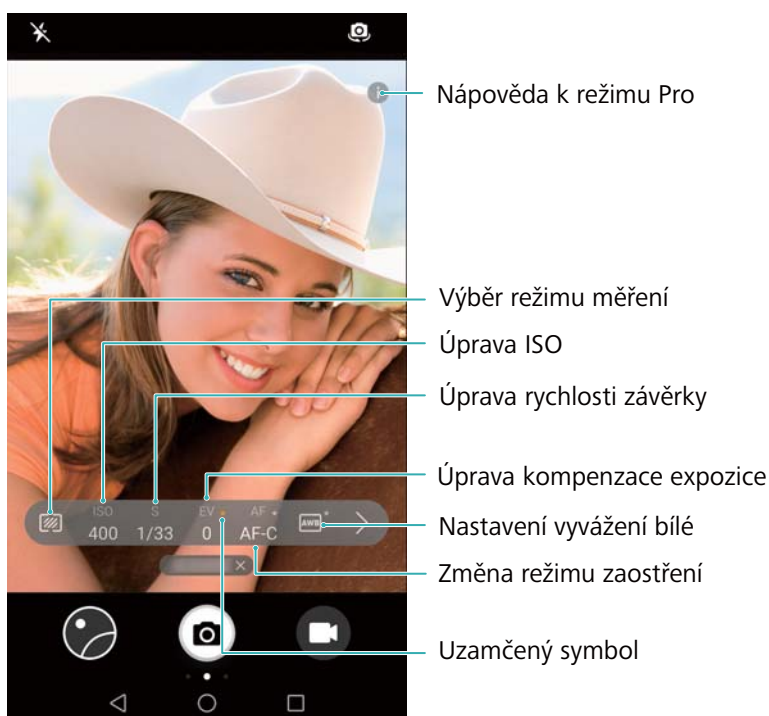 Nápověda k režimu Pro
Výběr režimu měření
Úprava ISO
Úprava rychlosti závěrky
Úprava kompenzace expozice
ISO S EV AF
400 1/33 0 AF-C AWB
Nastavení vyvážení bílé
Změna režimu zaostření
Uzamčený symbol